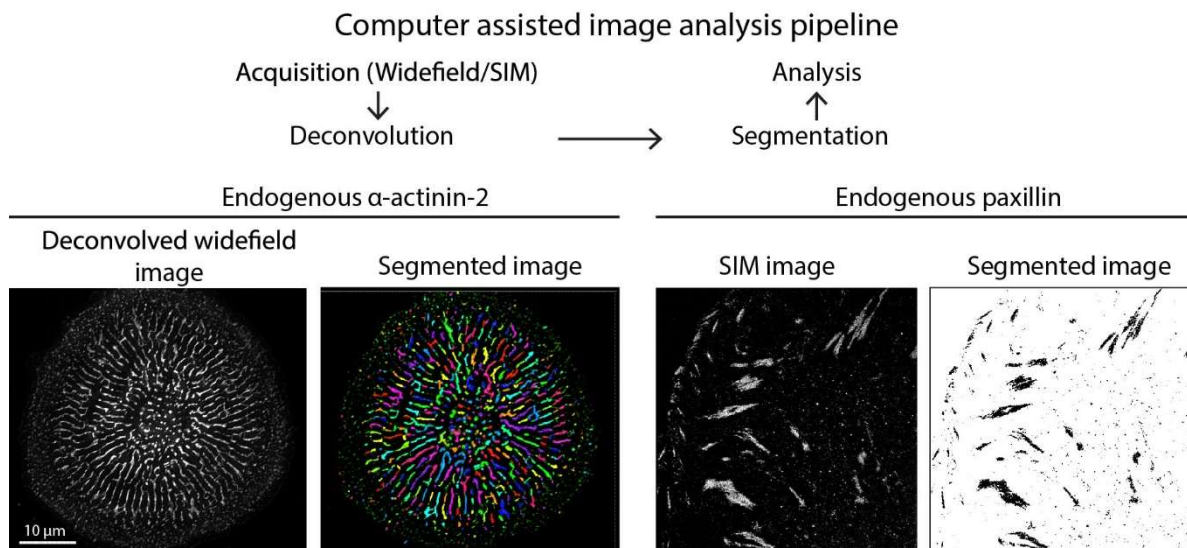 Computer assisted image analysis pipeline
Acquisition (Widefield/SIM)
Analysis
Deconvolution
Segmentation
Endogenous α-actinin-2
Endogenous paxillin
Deconvolved widefield
image
Segmented image
SIM image
Segmented image
10 µm